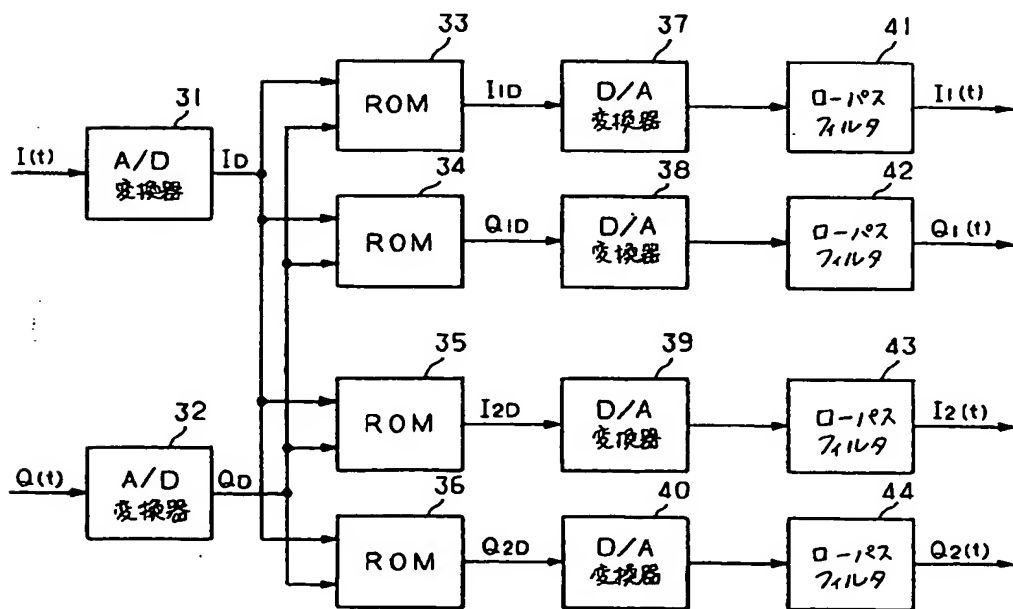 33
37
41
ROM
I1D
D/A
変換器
ローパス
フィルタ
I1(t)
31
I(t)
A/D
変換器
ID
34
38
42
ROM
Q1D
D/A
変換器
ローパス
フィルタ
Q1(t)
35
39
43
ROM
I2D
D/A
変換器
ローパス
フィルタ
I2(t)
32
Q(t)
A/D
変換器
QD
36
40
44
ROM
Q2D
D/A
変換器
ローパス
フィルタ
Q2(t)